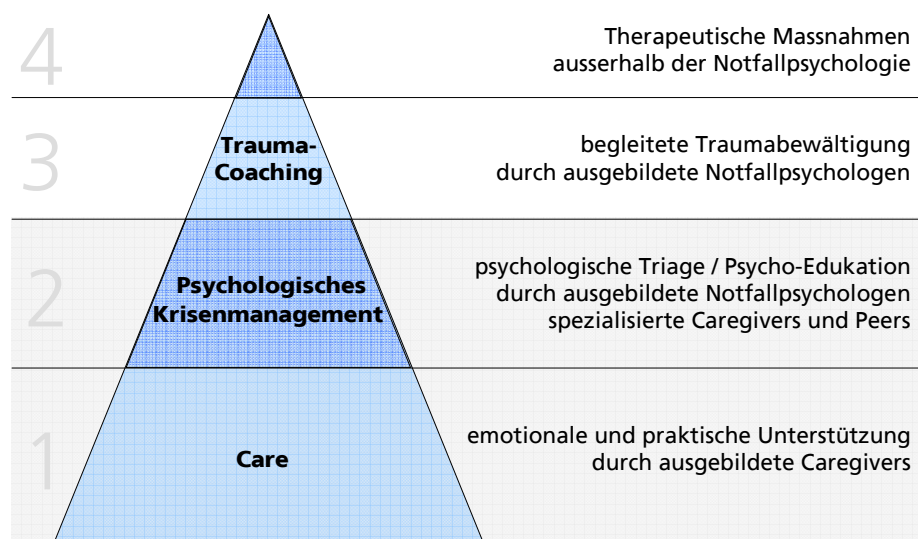 4
Therapeutische Massnahmen
ausserhalb der Notfallpsychologie
3
Trauma-
Coaching
begleitete Traumabewältigung
durch ausgebildete Notfallpsychologen
2
Psychologisches
Krisenmanagement
psychologische Triage / Psycho-Edukation
durch ausgebildete Notfallpsychologen
spezialisierte Caregivers und Peers
1
Care
emotionale und praktische Unterstützung
durch ausgebildete Caregivers